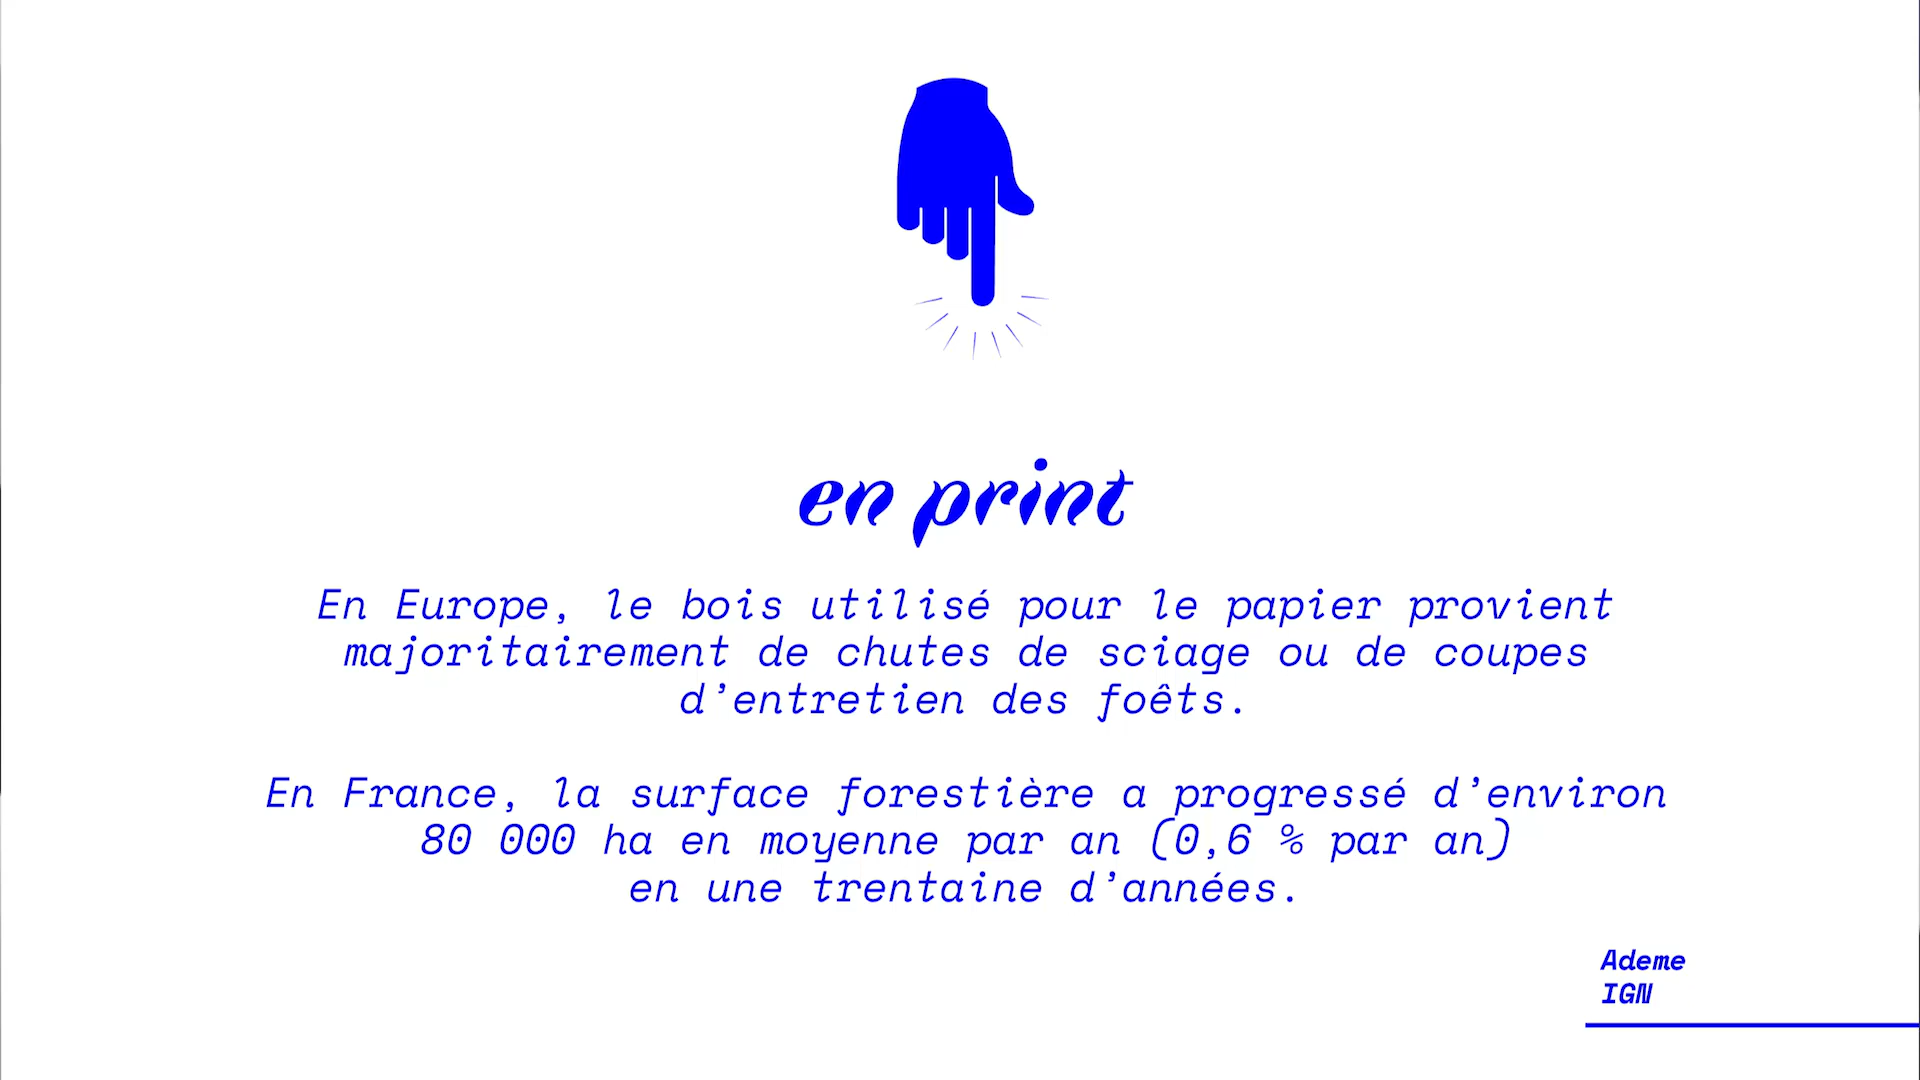 en print
En Europe, le bois utilisé pour le papier provient
majoritairement de chutes de sciage ou de coupes
d’entretien des foêts.
En France, la surface forestière a progressé d’environ
80 000 ha en moyenne par an (0,6 % par an)
en une trentaine d’années.
Ademe
IGN